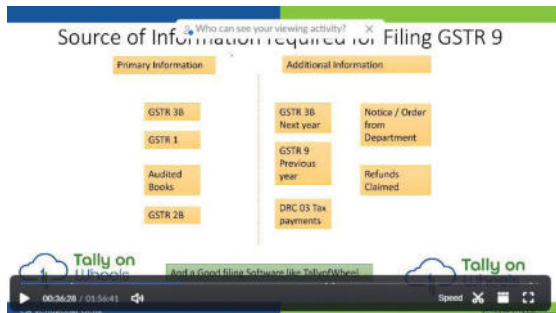 Who can see your viewing activity?
Source of Information required for Filing GSTR 9
Primary Information
Additional Information
GSTR 3B
GSTR 1
Audited
Books
GSTR 2B
GSTR 3B
Next year
GSTR 9
Previous
year
DRC 03 Tax
payments
Notice / Order
from
Department
Refunds
Claimed
Tally on
Wheels
And a Good filing Software like TallyofWheel
Tally on
Wheels
00:36:28 / 01:56:41
Speed